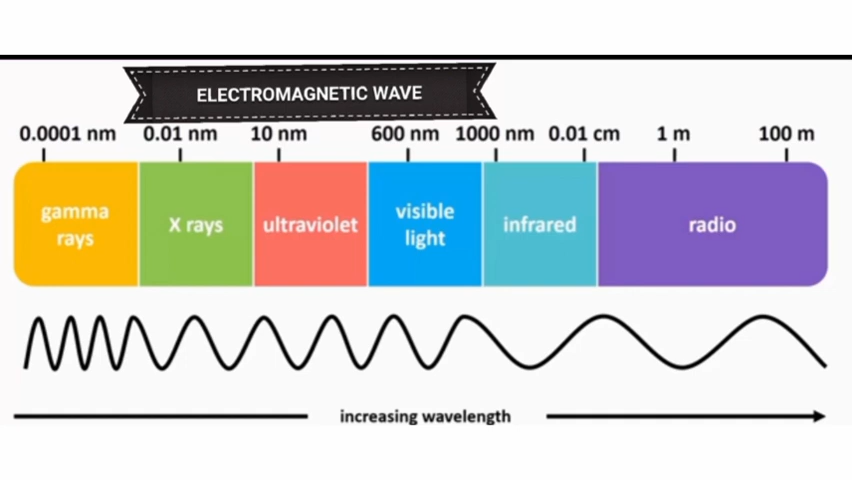 ELECTROMAGNETIC WAVE
0.0001 nm 0.01 nm 10 nm 600 nm 1000 nm 0.01 cm 1 m 100 m
gamma
rays
X rays
ultraviolet
visible
light
infrared
radio
increasing wavelength